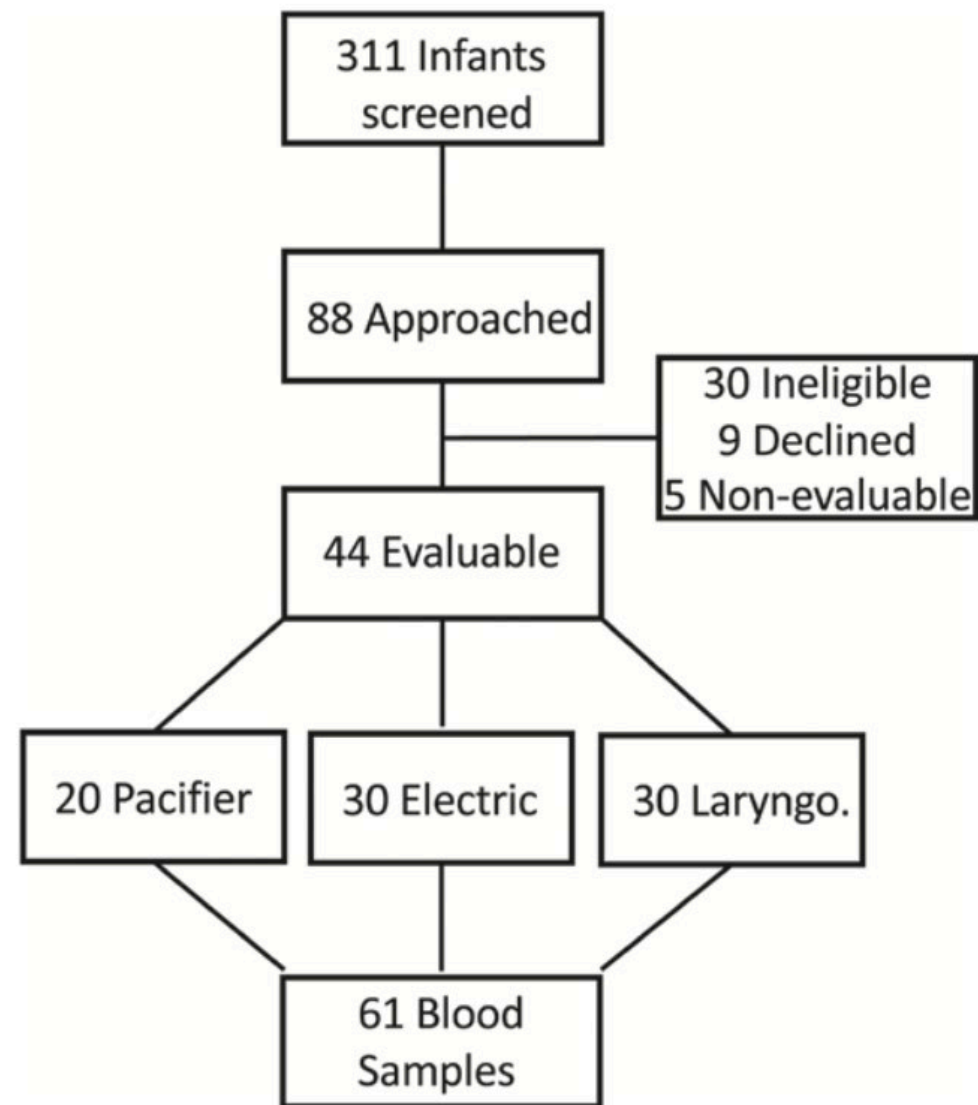 311 Infants
screened
88 Approached
30 Ineligible
9 Declined
5 Non-evaluable
44 Evaluable
20 Pacifier
30 Electric
30 Laryngo.
61 Blood
Samples